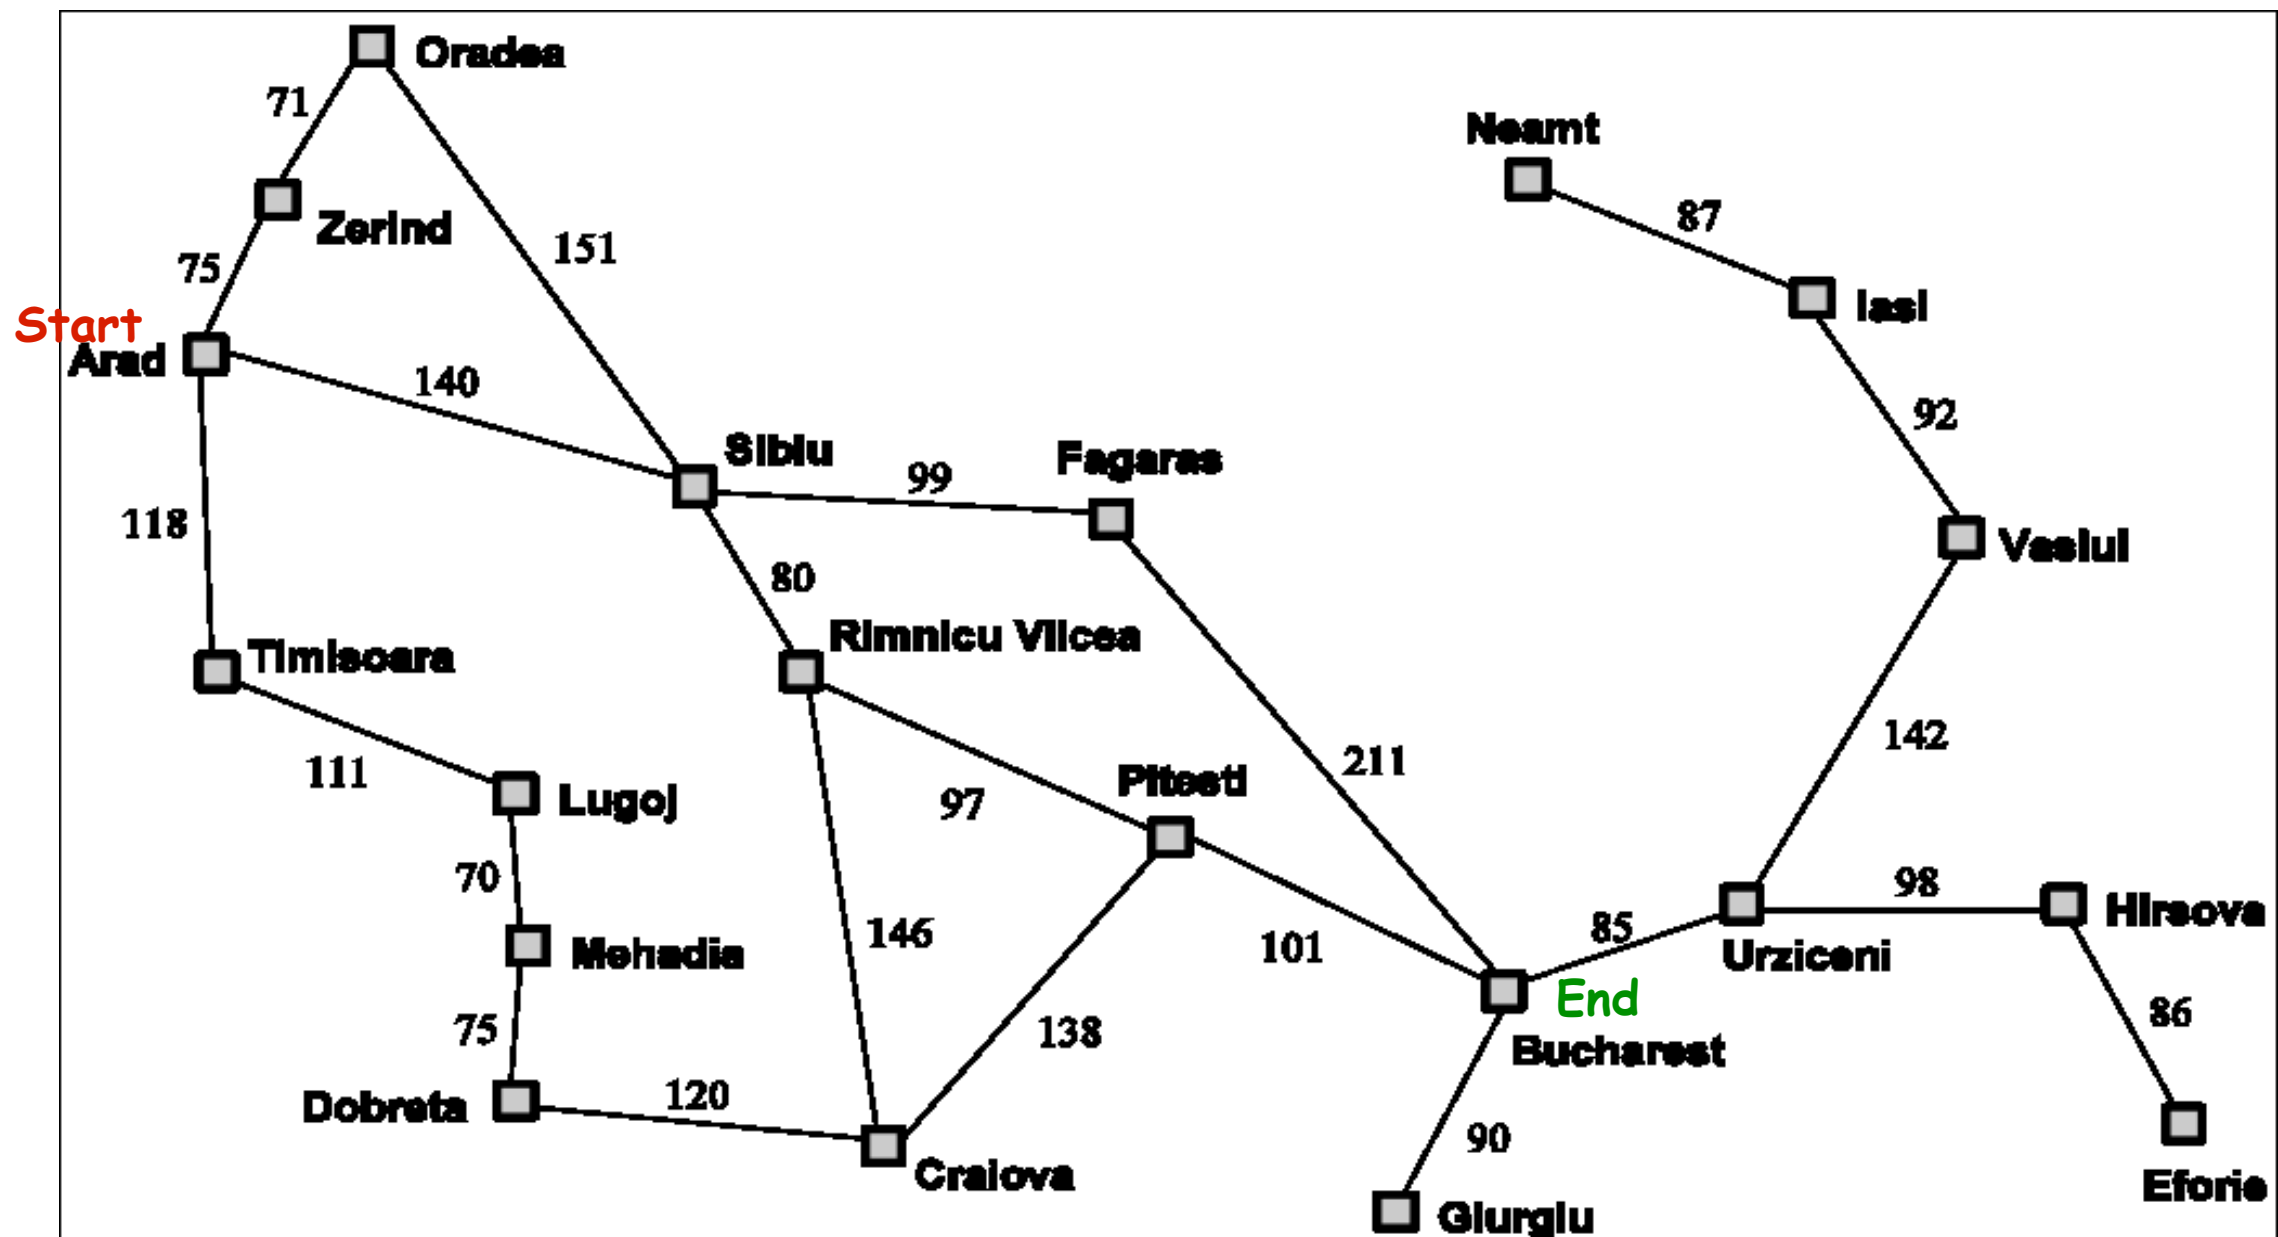 Oradea
71
Neamt
87
Zerind
151
75
Iasi
Start
Arad
140
92
Sibiu
99
Fagaras
118
Vaslui
80
Rimnicu Vilcea
Timisoara
142
111
211
Pitesti
Lugoj
97
70
98
146
85
Hirsova
101
Urziceni
Mehadia
End
86
75
138
Bucharest
120
Dobreta
90
Craiova
Eforie
Giurgiu